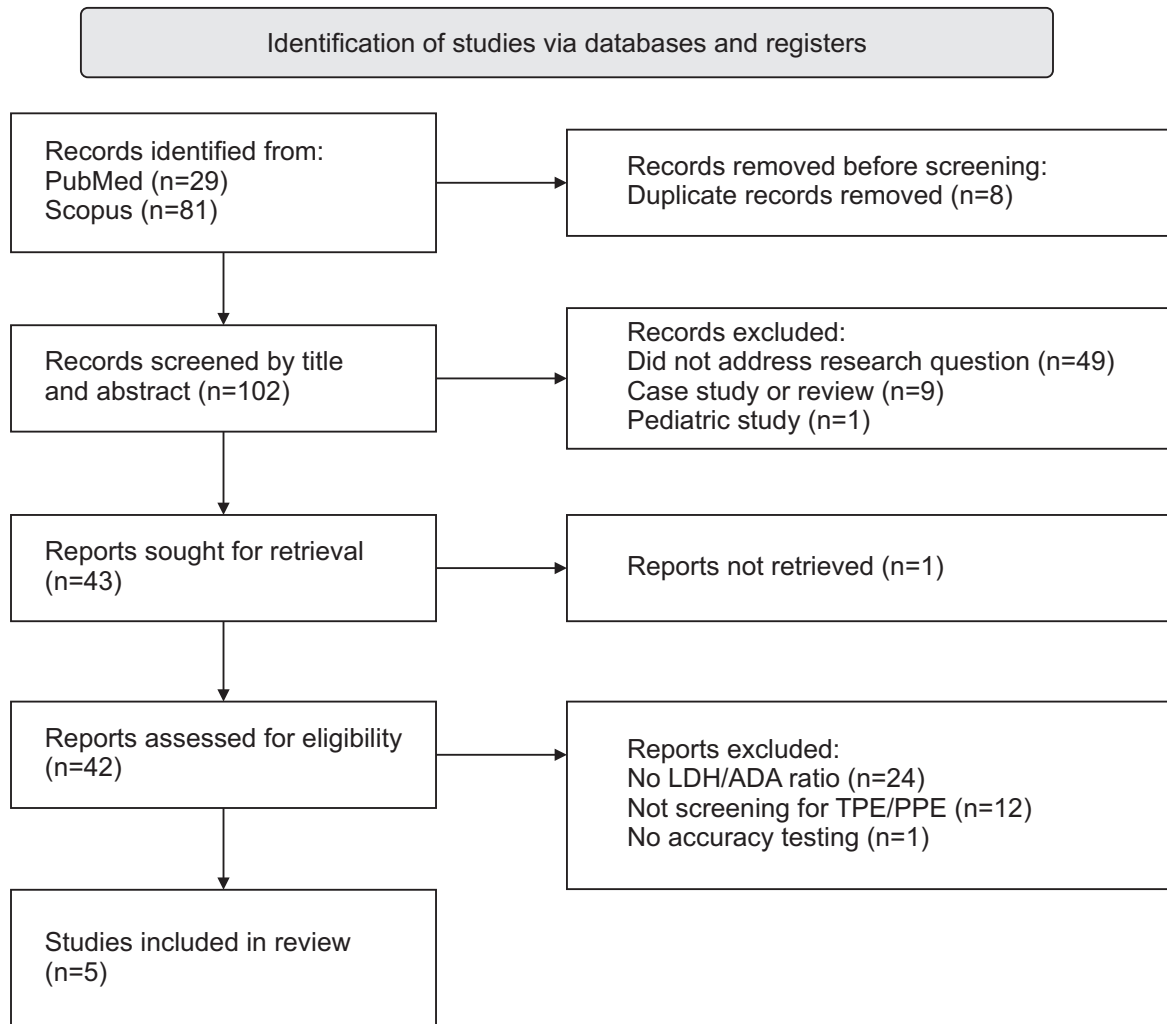 Identification of studies via databases and registers
Records identified from:
PubMed (n=29)
Scopus (n=81)
Records removed before screening:
Duplicate records removed (n=8)
Records screened by title
and abstract (n=102)
Records excluded:
Did not address research question (n=49)
Case study or review (n=9)
Pediatric study (n=1)
Reports sought for retrieval
(n=43)
Reports not retrieved (n=1)
Reports assessed for eligibility
(n=42)
Reports excluded:
No LDH/ADA ratio (n=24)
Not screening for TPE/PPE (n=12)
No accuracy testing (n=1)
Studies included in review
(n=5)